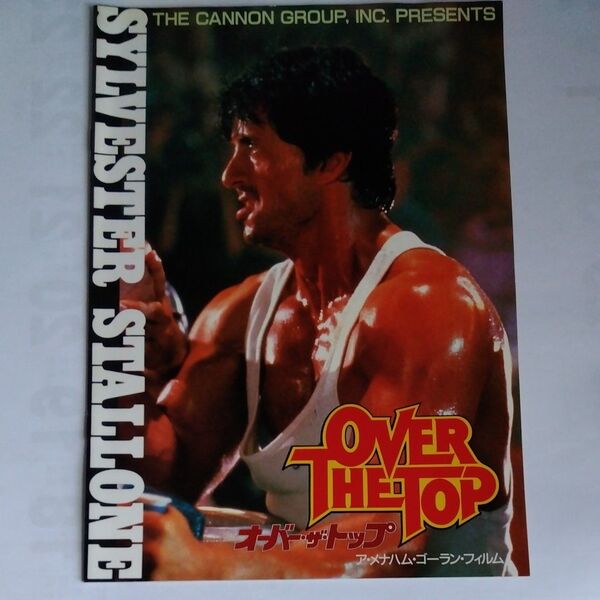 THE CANNON GROUP, INC. PRESENTS
SYLVESTER STALLONE
OVER
THE TOP
オーバー・ザ・トップ
ア・メナハム・ゴーラン・フィルム